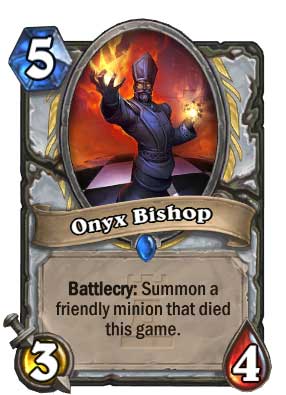 5
Onyx Bishop
Battlecry: Summon a
friendly minion that died
this game.
3
4